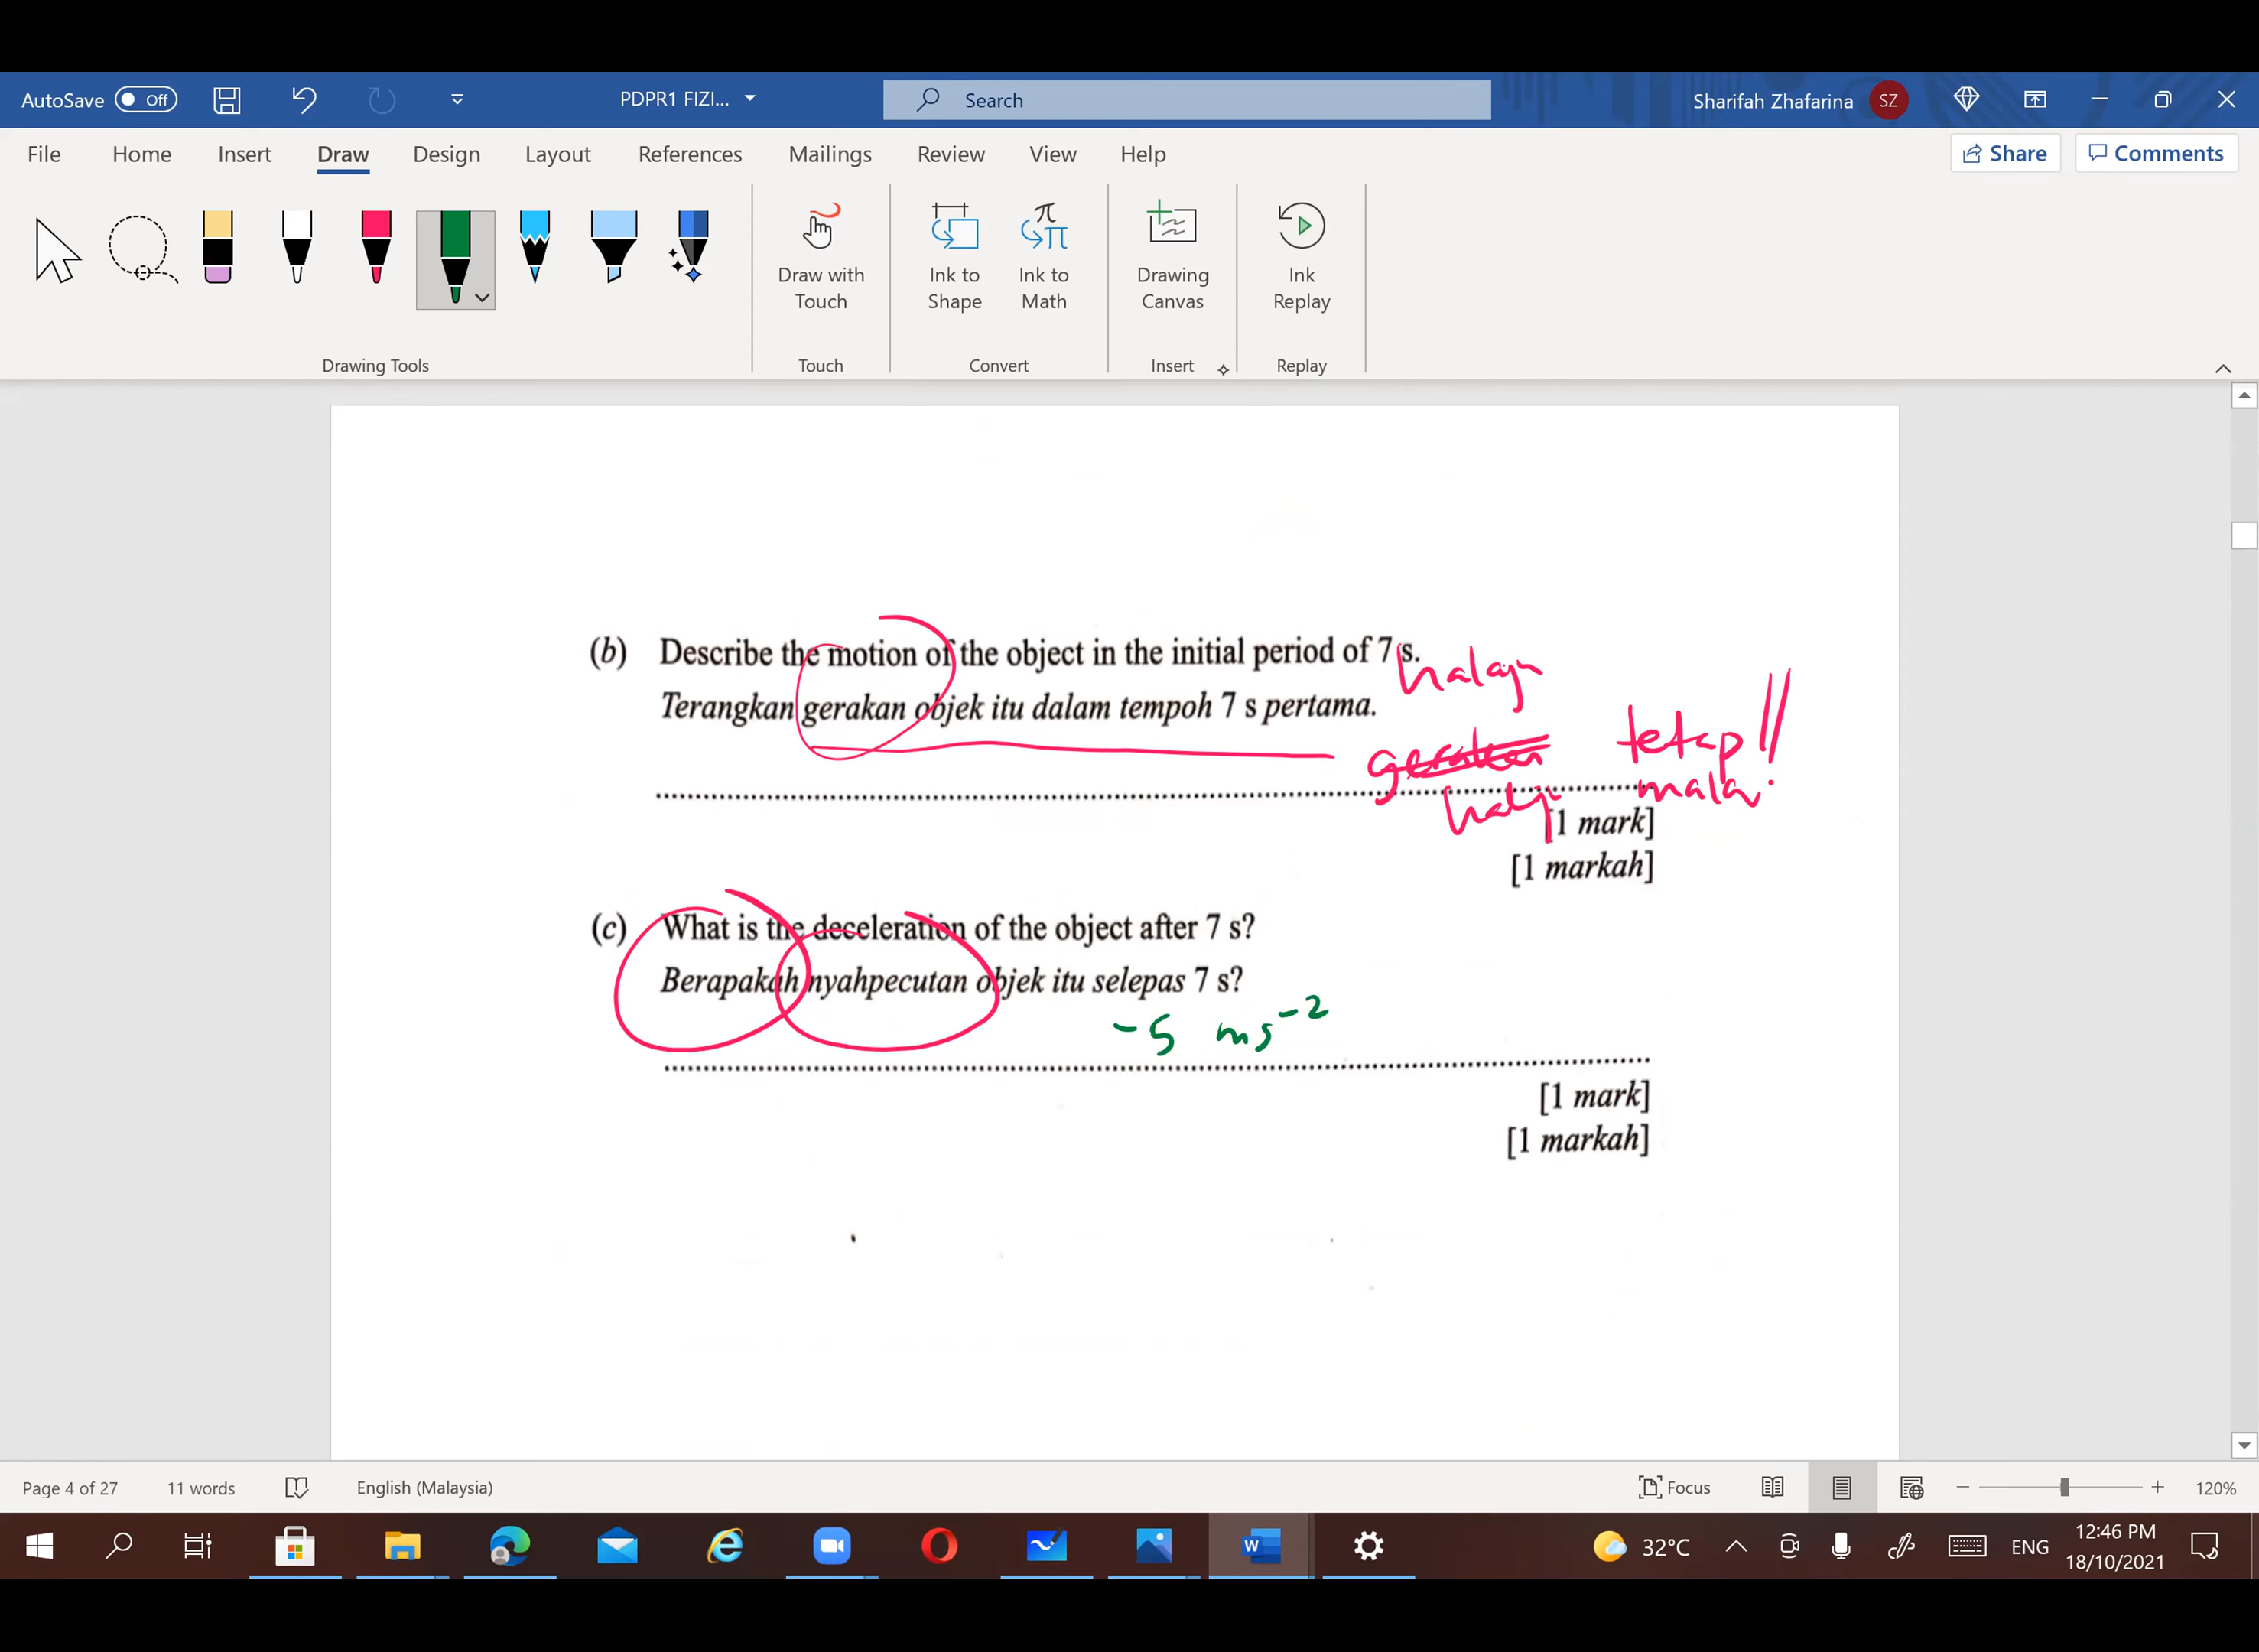 AutoSave Off PDPR1 FIZI... Search Sharifah Zhafarina SZ
File Home Insert Draw Design Layout References Mailings Review View Help Share Comments
Draw with Touch
Ink to Shape
Ink to Math
Drawing Canvas
Ink Replay
Drawing Tools Touch Convert Insert Replay
(b) Describe the motion of the object in the initial period of 7 s.
halaju
Terangkan gerakan objek itu dalam tempoh 7 s pertama.
tetap //
[1 mark]
[1 markah]
(c) What is the deceleration of the object after 7 s?
Berapakah nyahpecutan objek itu selepas 7 s?
-5 ms⁻²
[1 mark]
[1 markah]
Page 4 of 27 11 words English (Malaysia) Focus 120%
32°C ENG 12:46 PM
18/10/2021